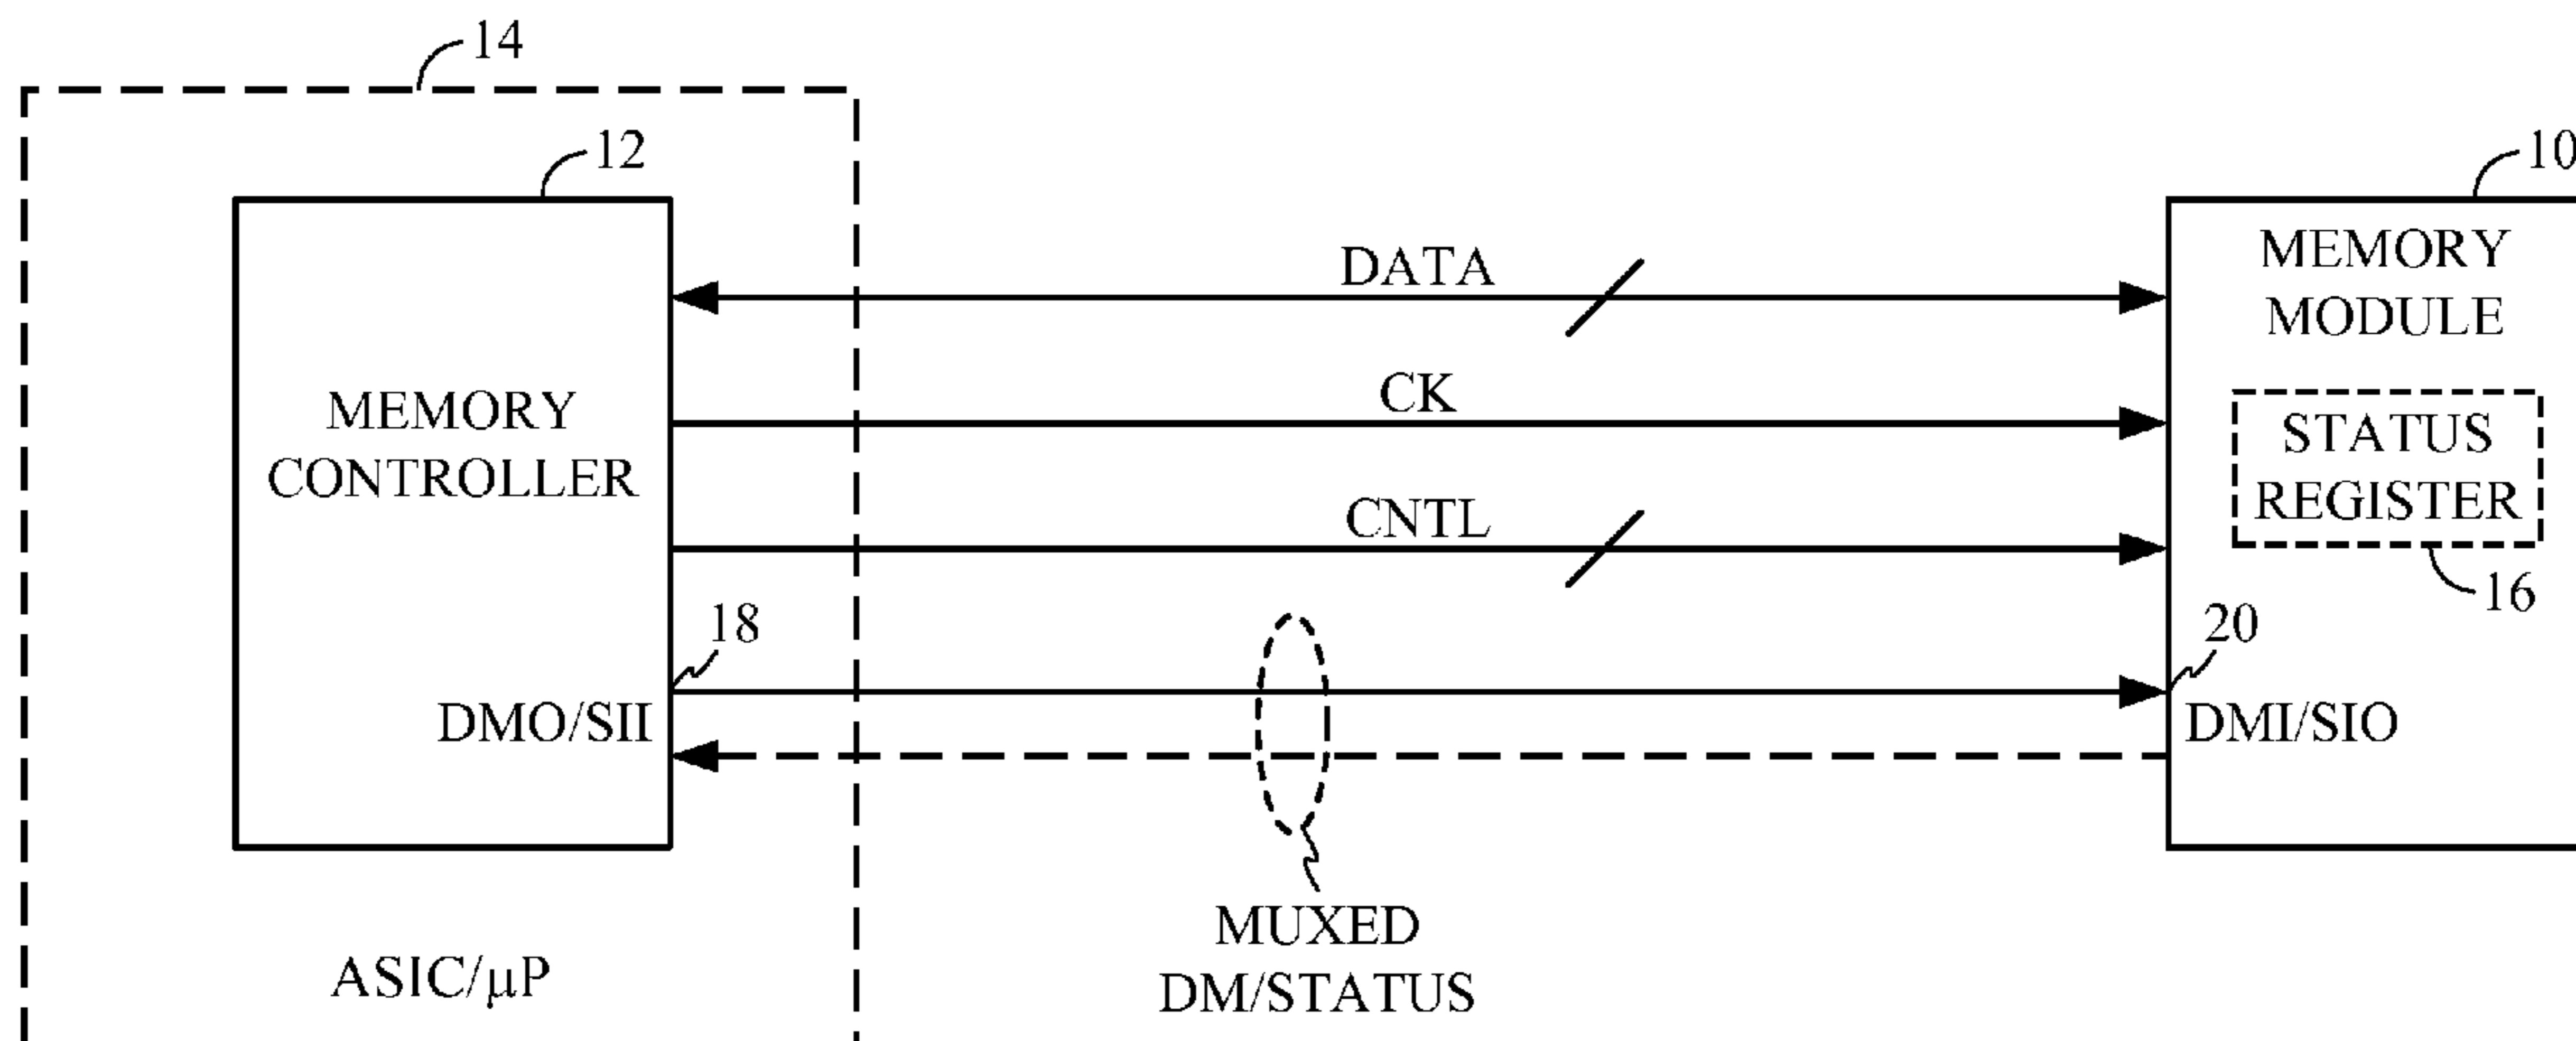 14
12
10
MEMORY
CONTROLLER
DMO/SII
18
ASIC/µP
DATA
CK
CNTL
MUXED
DM/STATUS
MEMORY
MODULE
STATUS
REGISTER
16
20
DMI/SIO